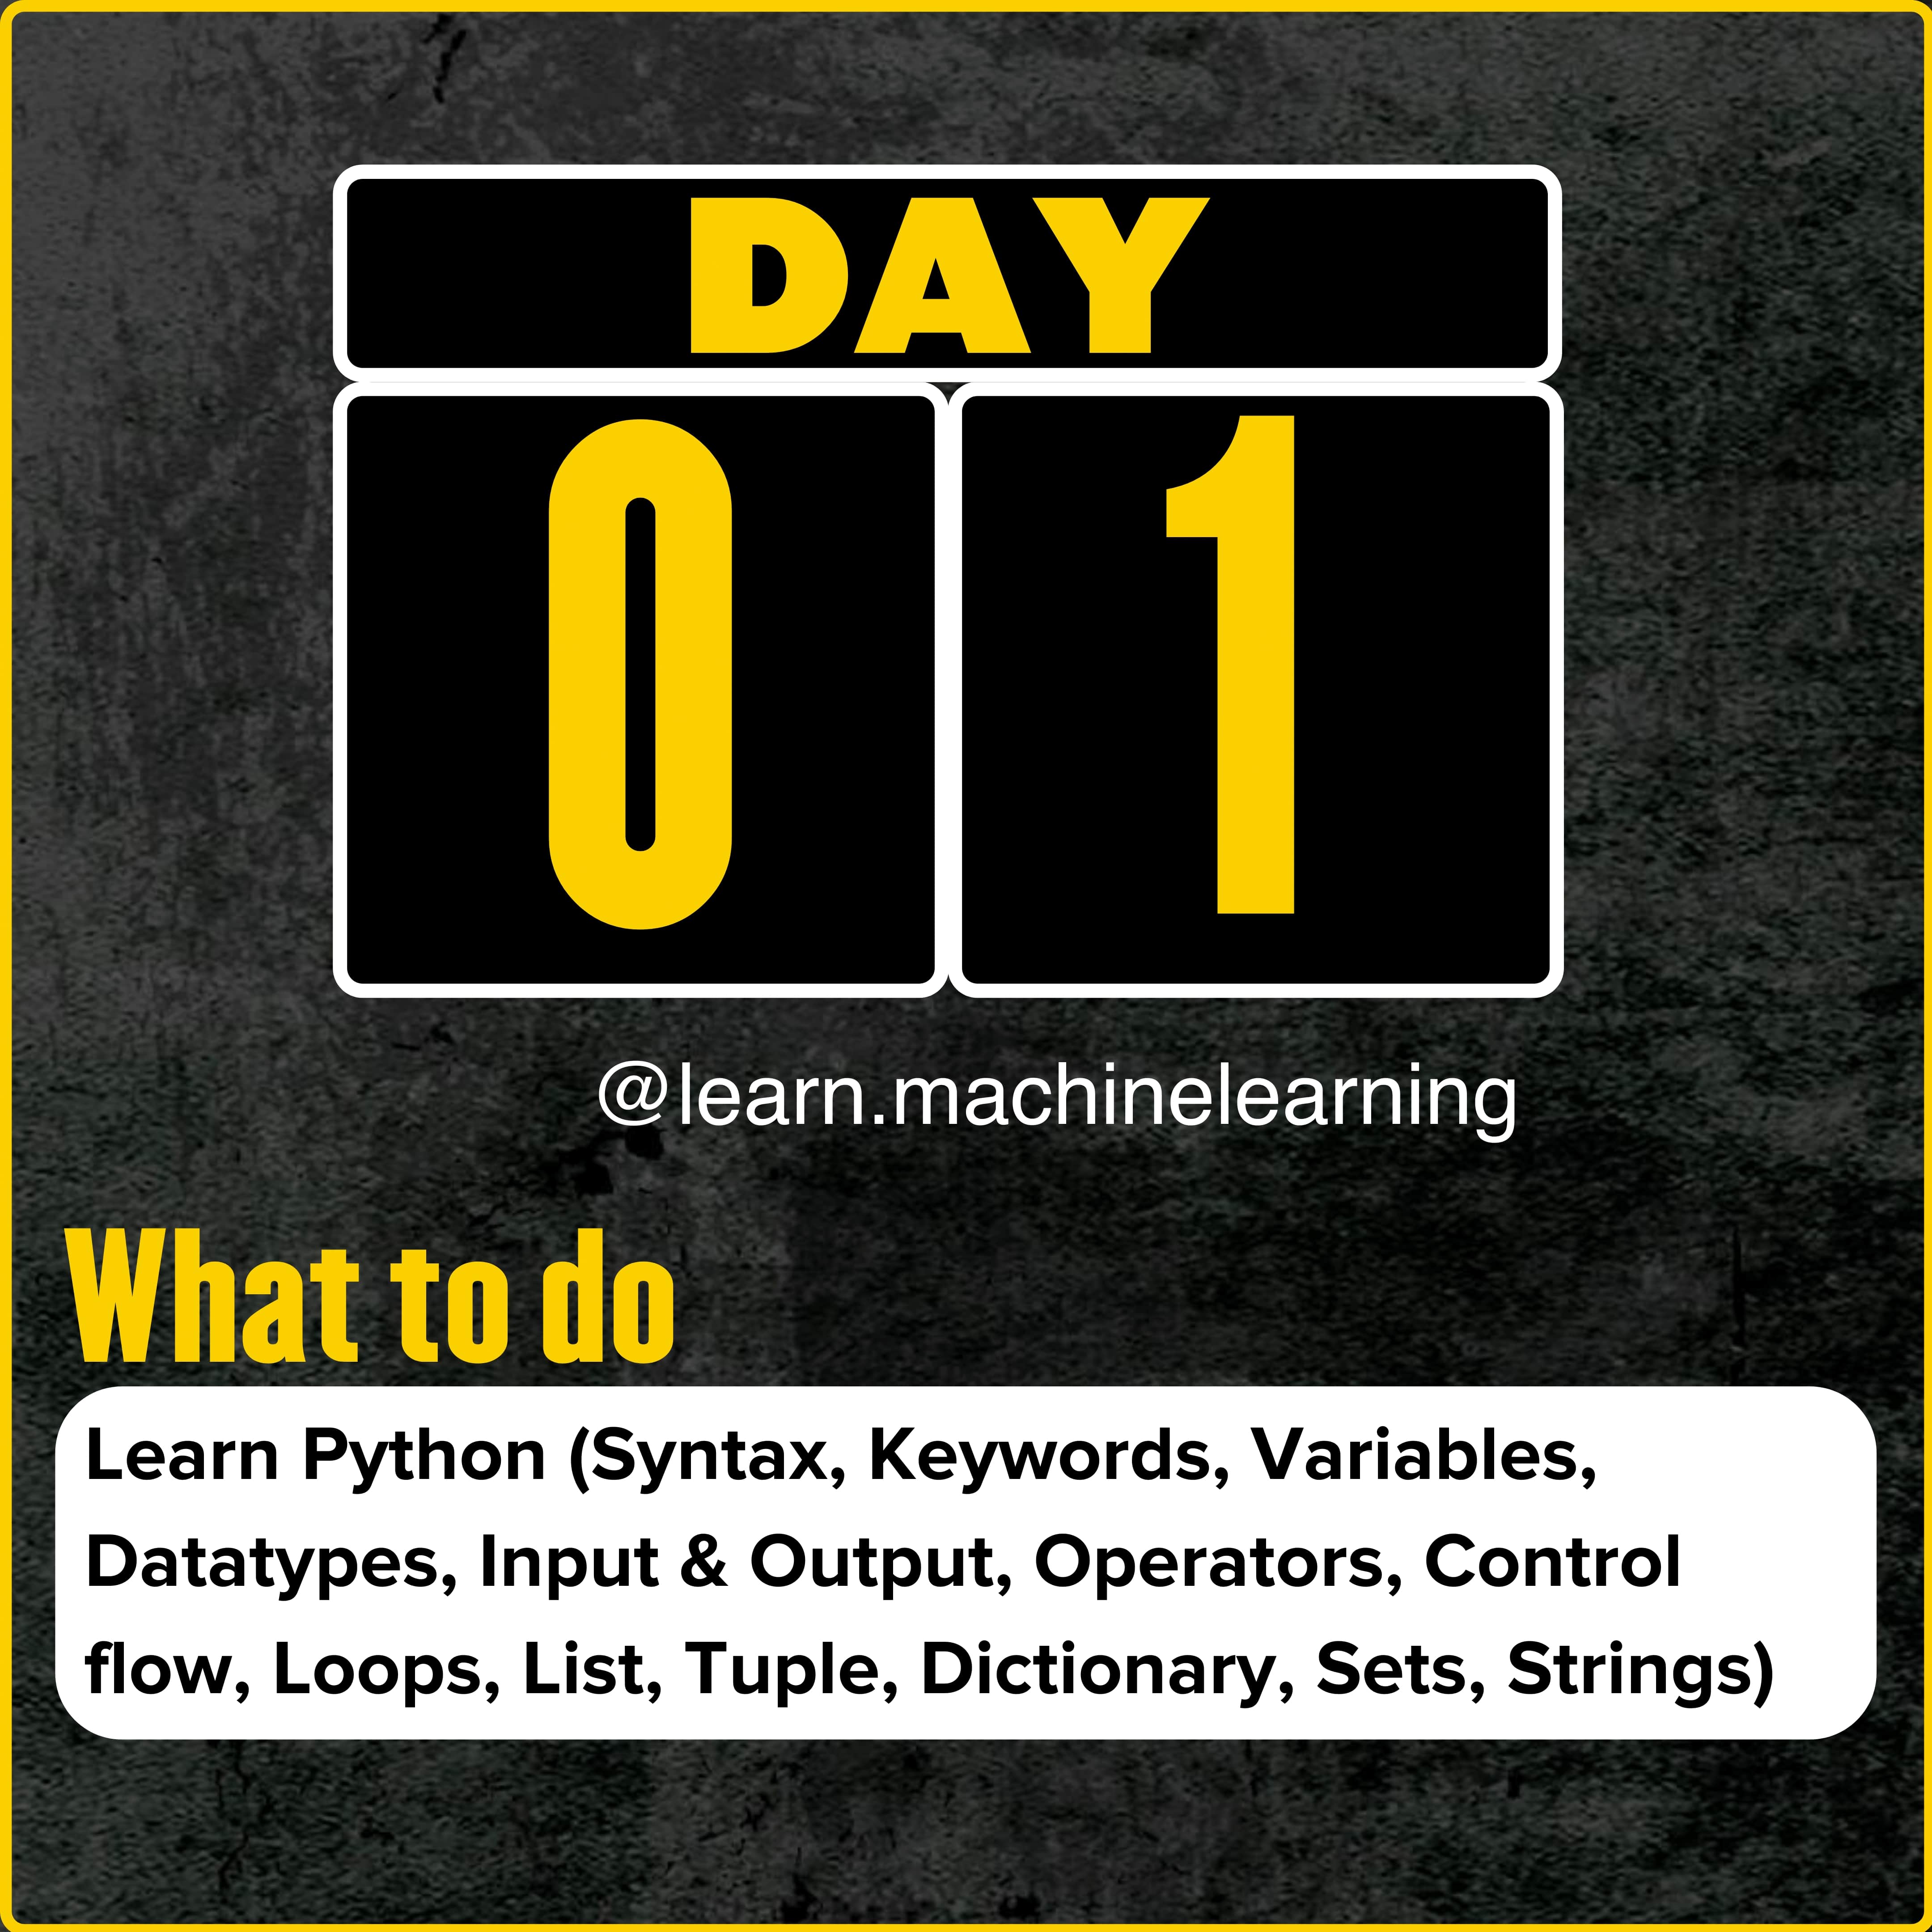 DAY
0 1
@learn.machinelearning
What to do
Learn Python (Syntax, Keywords, Variables,
Datatypes, Input & Output, Operators, Control
flow, Loops, List, Tuple, Dictionary, Sets, Strings)